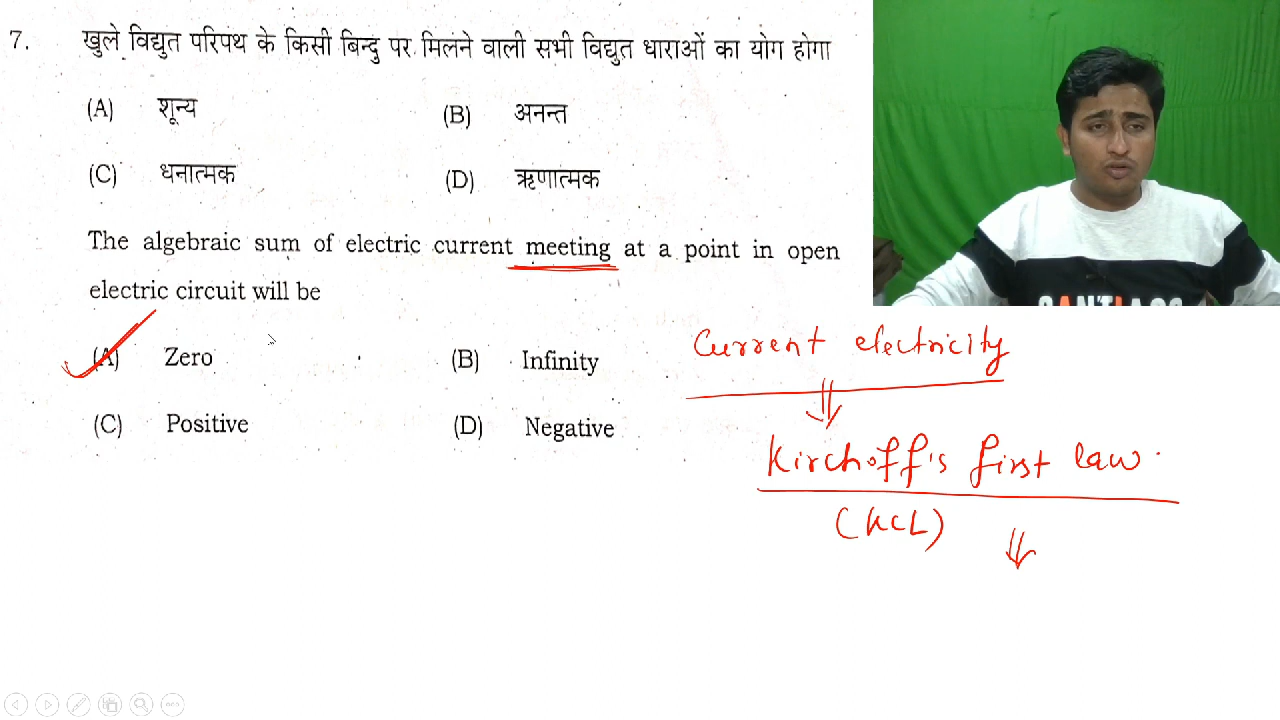 7. खुले विद्युत परिपथ के किसी बिन्दु पर मिलने वाली सभी विद्युत धाराओं का योग होगा
(A) शून्य (B) अनन्त
(C) धनात्मक (D) ऋणात्मक
The algebraic sum of electric current meeting at a point in open
electric circuit will be
(A) Zero (B) Infinity
(C) Positive (D) Negative
Current electricity
Kirchoff's first law.
(KCL)